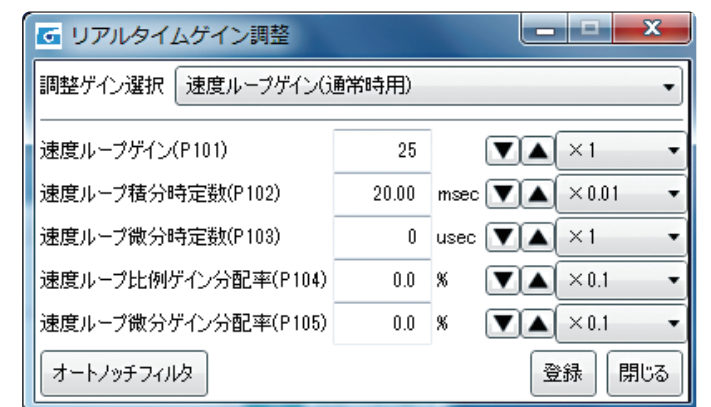 リアルタイムゲイン調整
調整ゲイン選択 速度ループゲイン(通常時用)
速度ループゲイン(P101) 25 ▼ ▲ ×1
速度ループ積分時定数(P102) 20.00 msec ▼ ▲ ×0.01
速度ループ微分時定数(P103) 0 usec ▼ ▲ ×1
速度ループ比例ゲイン分配率(P104) 0.0 % ▼ ▲ ×0.1
速度ループ微分ゲイン分配率(P105) 0.0 % ▼ ▲ ×0.1
オートノッチフィルタ 登録 閉じる